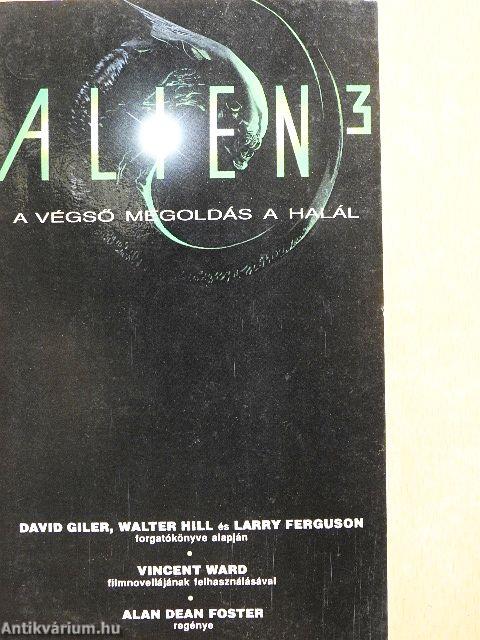 ALIEN³
A VÉGSŐ MEGOLDÁS A HALÁL
DAVID GILER, WALTER HILL és LARRY FERGUSON
forgatókönyve alapján
•
VINCENT WARD
filmnovellájának felhasználásával
•
ALAN DEAN FOSTER
regénye
Antikvárium.hu